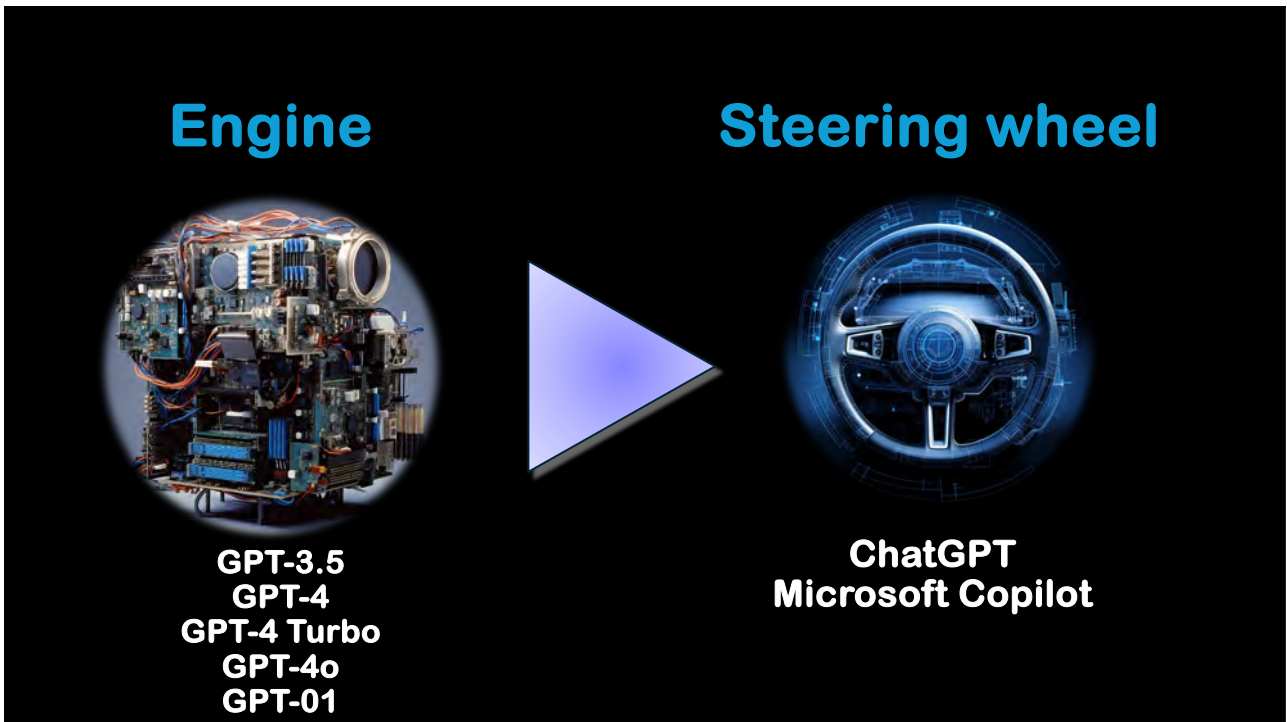 Engine
Steering wheel
GPT-3.5
GPT-4
GPT-4 Turbo
GPT-4o
GPT-01
ChatGPT
Microsoft Copilot